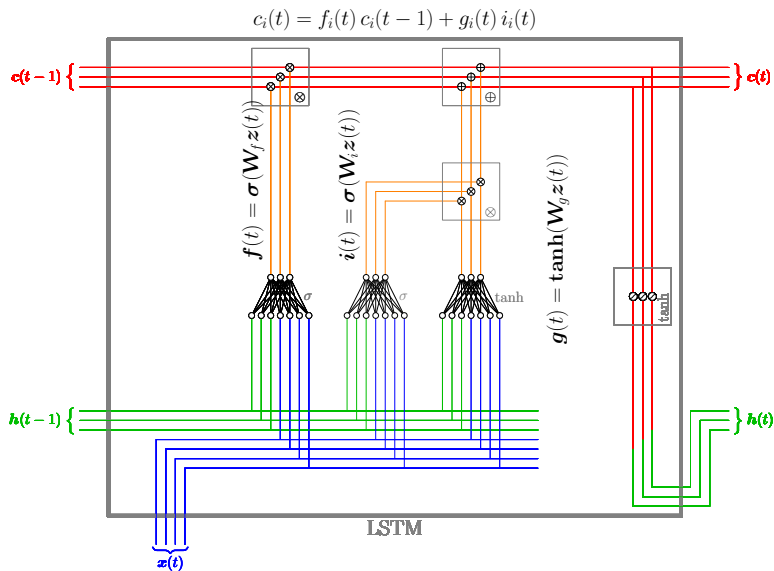 c_i(t) = f_i(t) c_i(t−1) + g_i(t) i_i(t)
c(t−1) {
} c(t)
⊗
⊕
f(t) = σ(W_f z(t))
i(t) = σ(W_i z(t))
g(t) = tanh(W_g z(t))
⊗
σ
σ
tanh
tanh
h(t−1) {
} h(t)
LSTM
x(t)